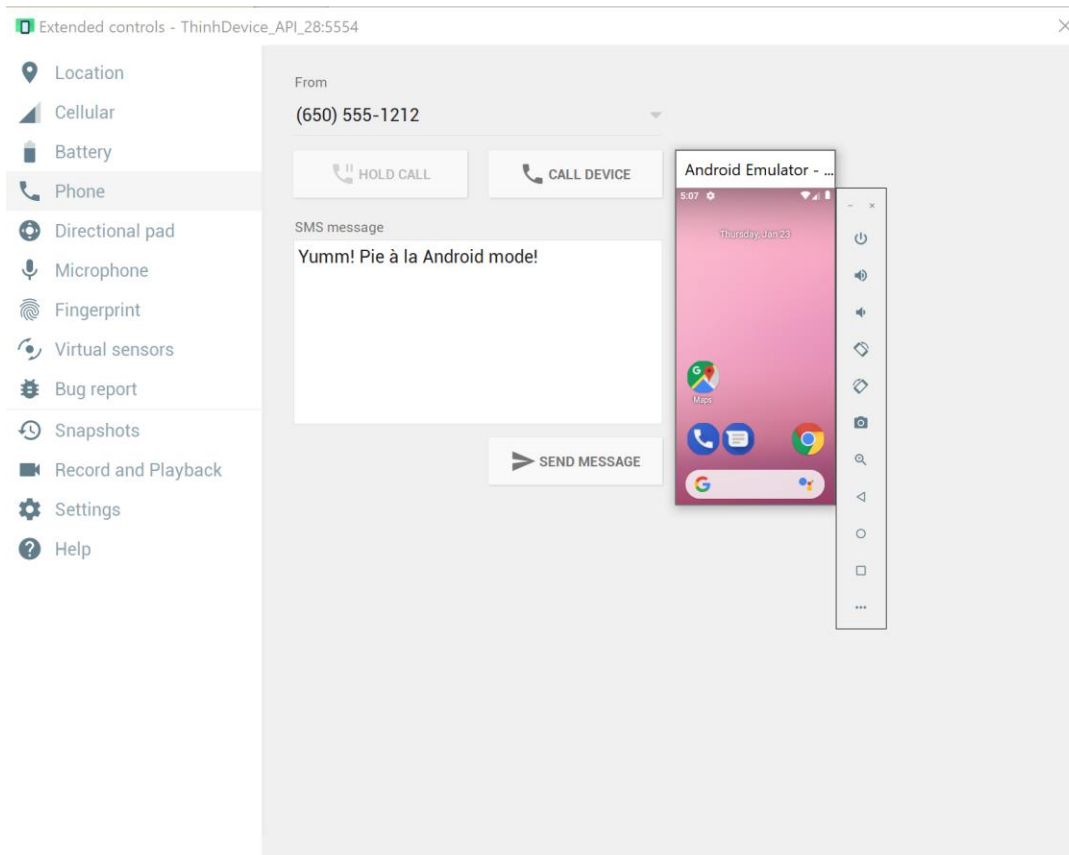 Extended controls - ThinhDevice_API_28:5554
Location
Cellular
Battery
Phone
Directional pad
Microphone
Fingerprint
Virtual sensors
Bug report
Snapshots
Record and Playback
Settings
Help
From
(650) 555-1212
HOLD CALL
CALL DEVICE
SMS message
Yumm! Pie à la Android mode!
SEND MESSAGE
Android Emulator - ...
5:07
Thursday, Jan 23
Maps